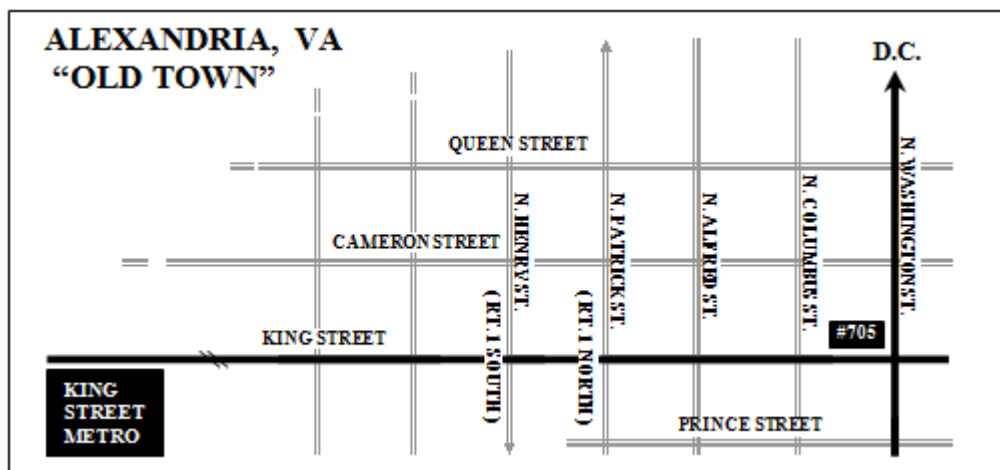 ALEXANDRIA, VA
“OLD TOWN”
D.C.
QUEEN STREET
CAMERON STREET
KING STREET
PRINCE STREET
N. HENRY ST.
( RT. 1 SOUTH )
N. PATRICK ST.
( RT. 1 NORTH )
N. ALFRED ST.
N. COLUMBUS ST.
N. WASHINGTON ST.
#705
KING
STREET
METRO